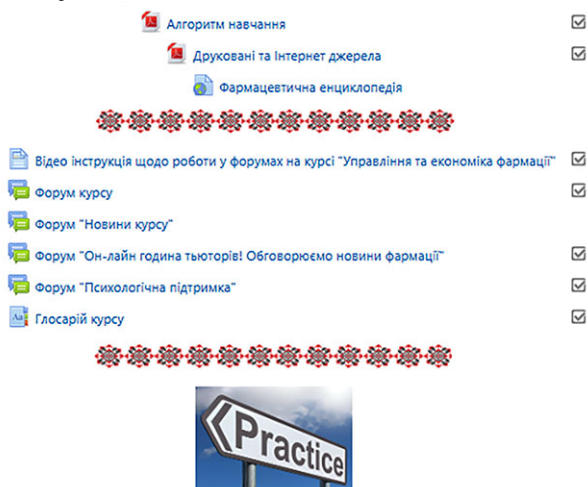 Алгоритм навчання
Друковані та Інтернет джерела
Фармацевтична енциклопедія
Відео інструкція щодо роботи у форумах на курсі "Управління та економіка фармації"
Форум курсу
Форум "Новини курсу"
Форум "Он-лайн година тьюторів! Обговорюємо новини фармації"
Форум "Психологічна підтримка"
Глосарій курсу
Practice